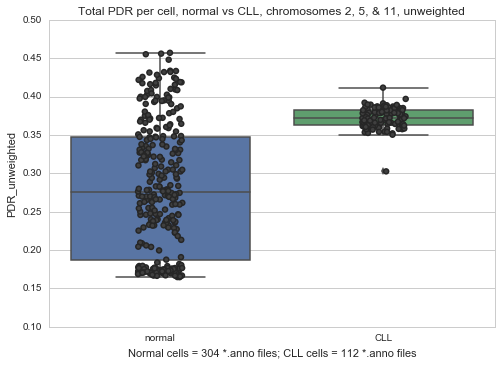 Total PDR per cell, normal vs CLL, chromosomes 2, 5, & 11, unweighted
0.50
0.45
0.40
0.35
0.30
0.25
0.20
0.15
0.10
PDR_unweighted
normal
CLL
Normal cells = 304 *.anno files; CLL cells = 112 *.anno files